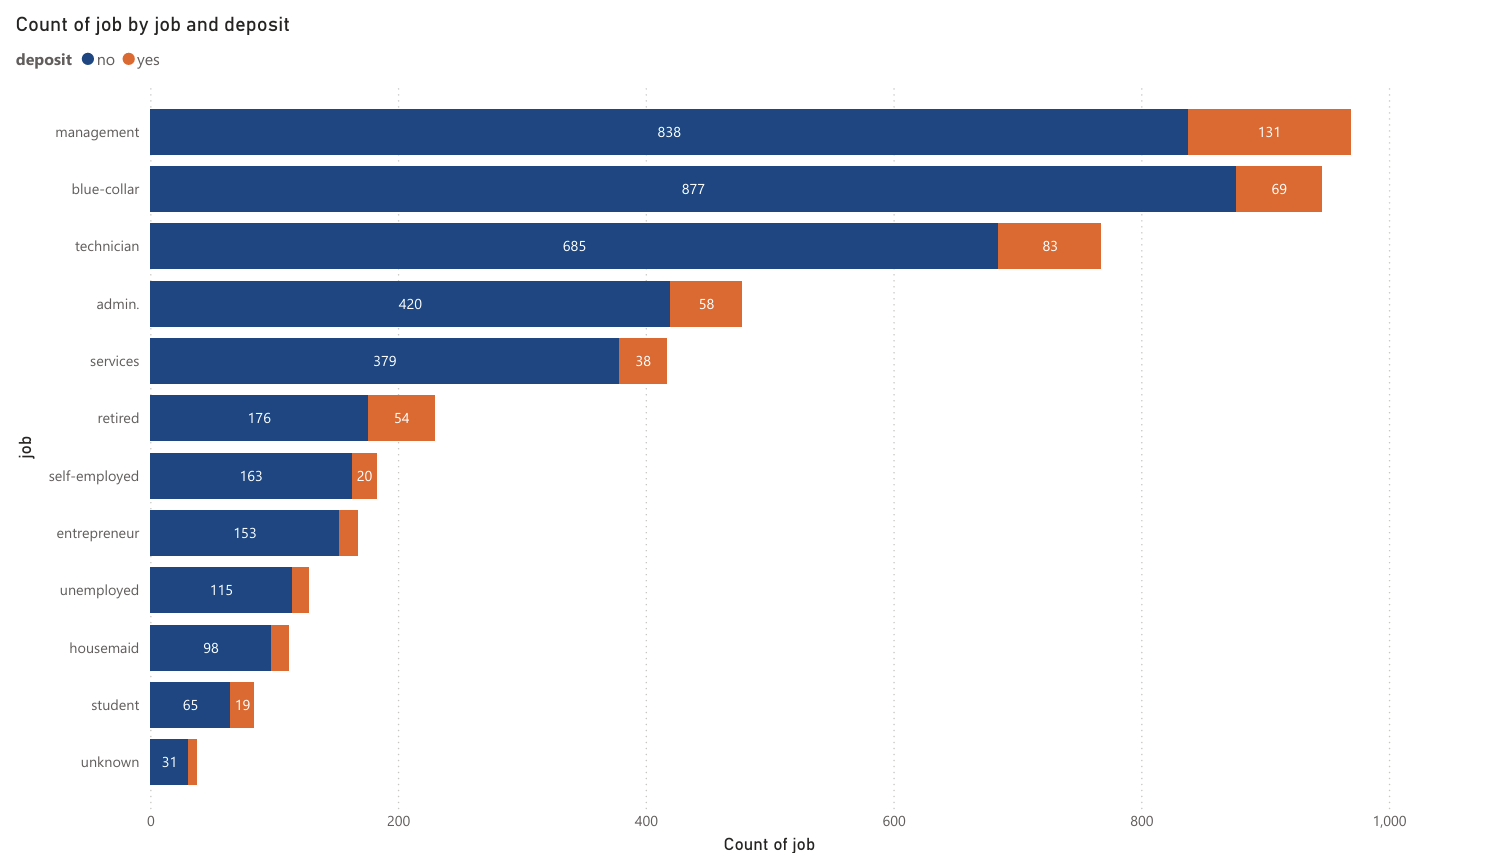 Count of job by job and deposit
deposit no yes
management 838 131
blue-collar 877 69
technician 685 83
admin. 420 58
services 379 38
retired 176 54
self-employed 163 20
entrepreneur 153
unemployed 115
housemaid 98
student 65 19
unknown 31
job
0 200 400 600 800 1,000
Count of job